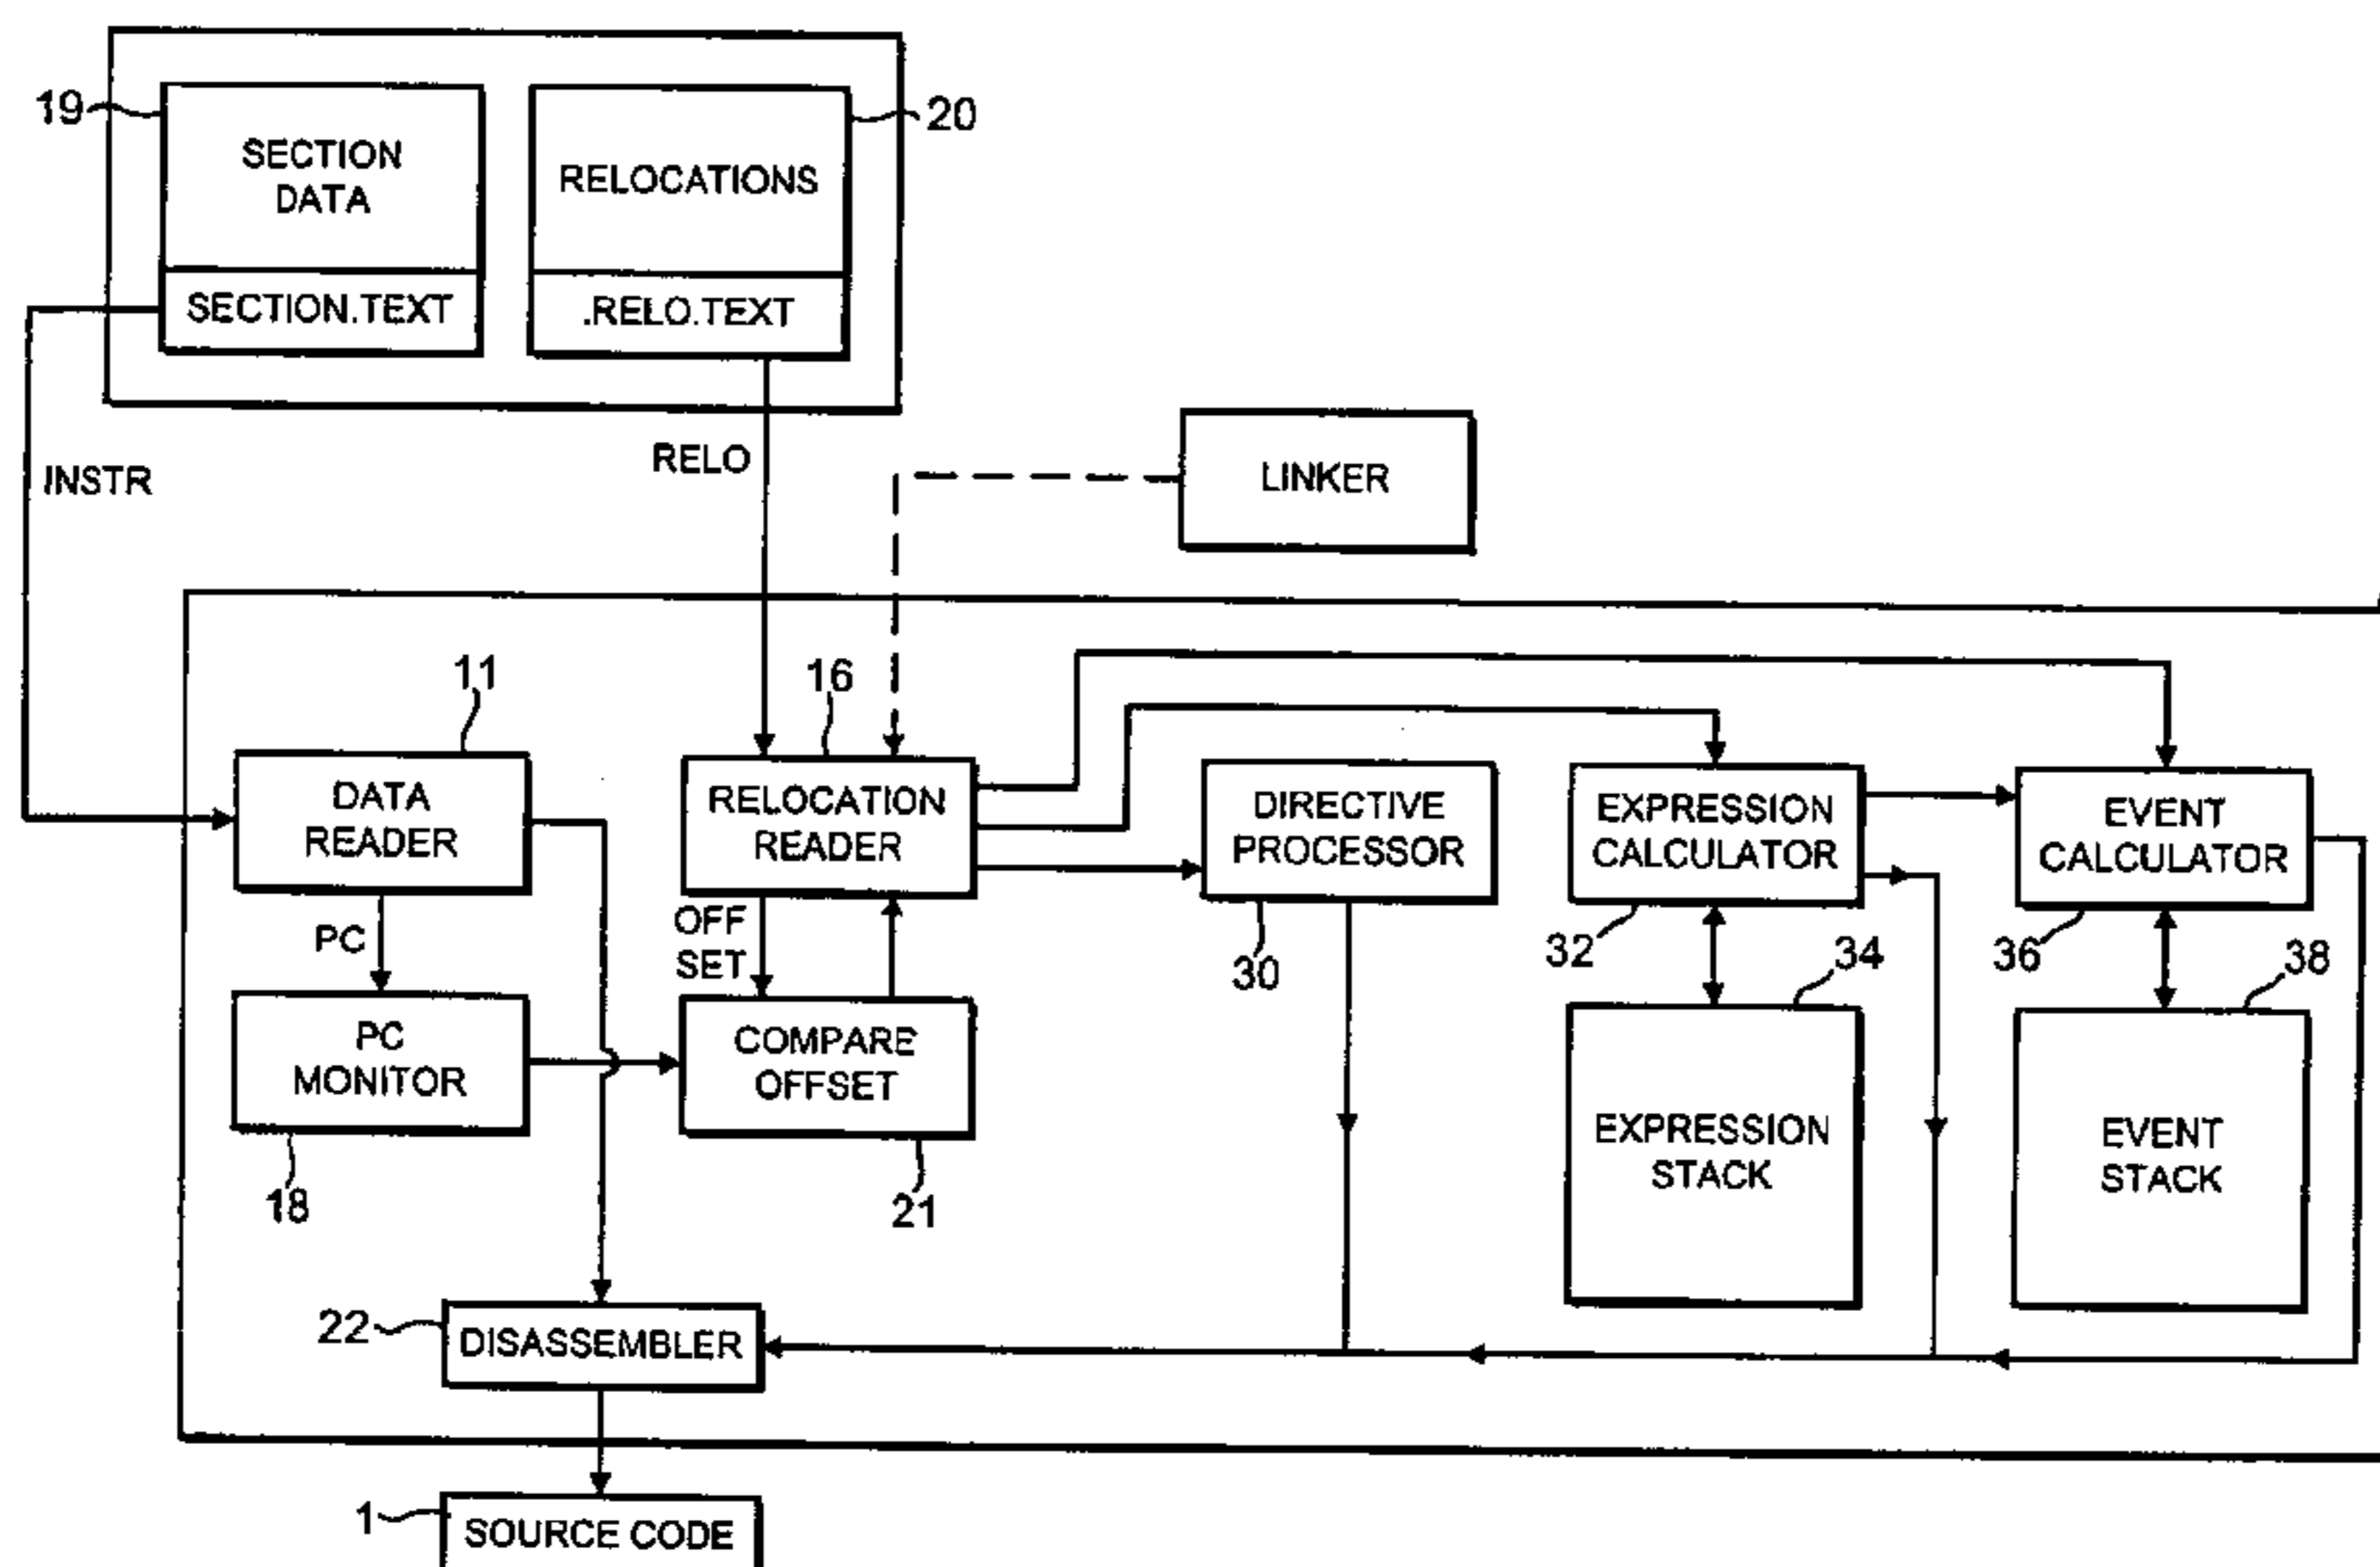 19
SECTION
DATA
SECTION.TEXT
RELOCATIONS
.RELO.TEXT
20
INSTR
RELO
LINKER
11
DATA
READER
16
RELOCATION
READER
DIRECTIVE
PROCESSOR
30
EXPRESSION
CALCULATOR
32
EVENT
CALCULATOR
36
PC
OFF
SET
PC
MONITOR
18
COMPARE
OFFSET
21
34
EXPRESSION
STACK
38
EVENT
STACK
22
DISASSEMBLER
1
SOURCE CODE